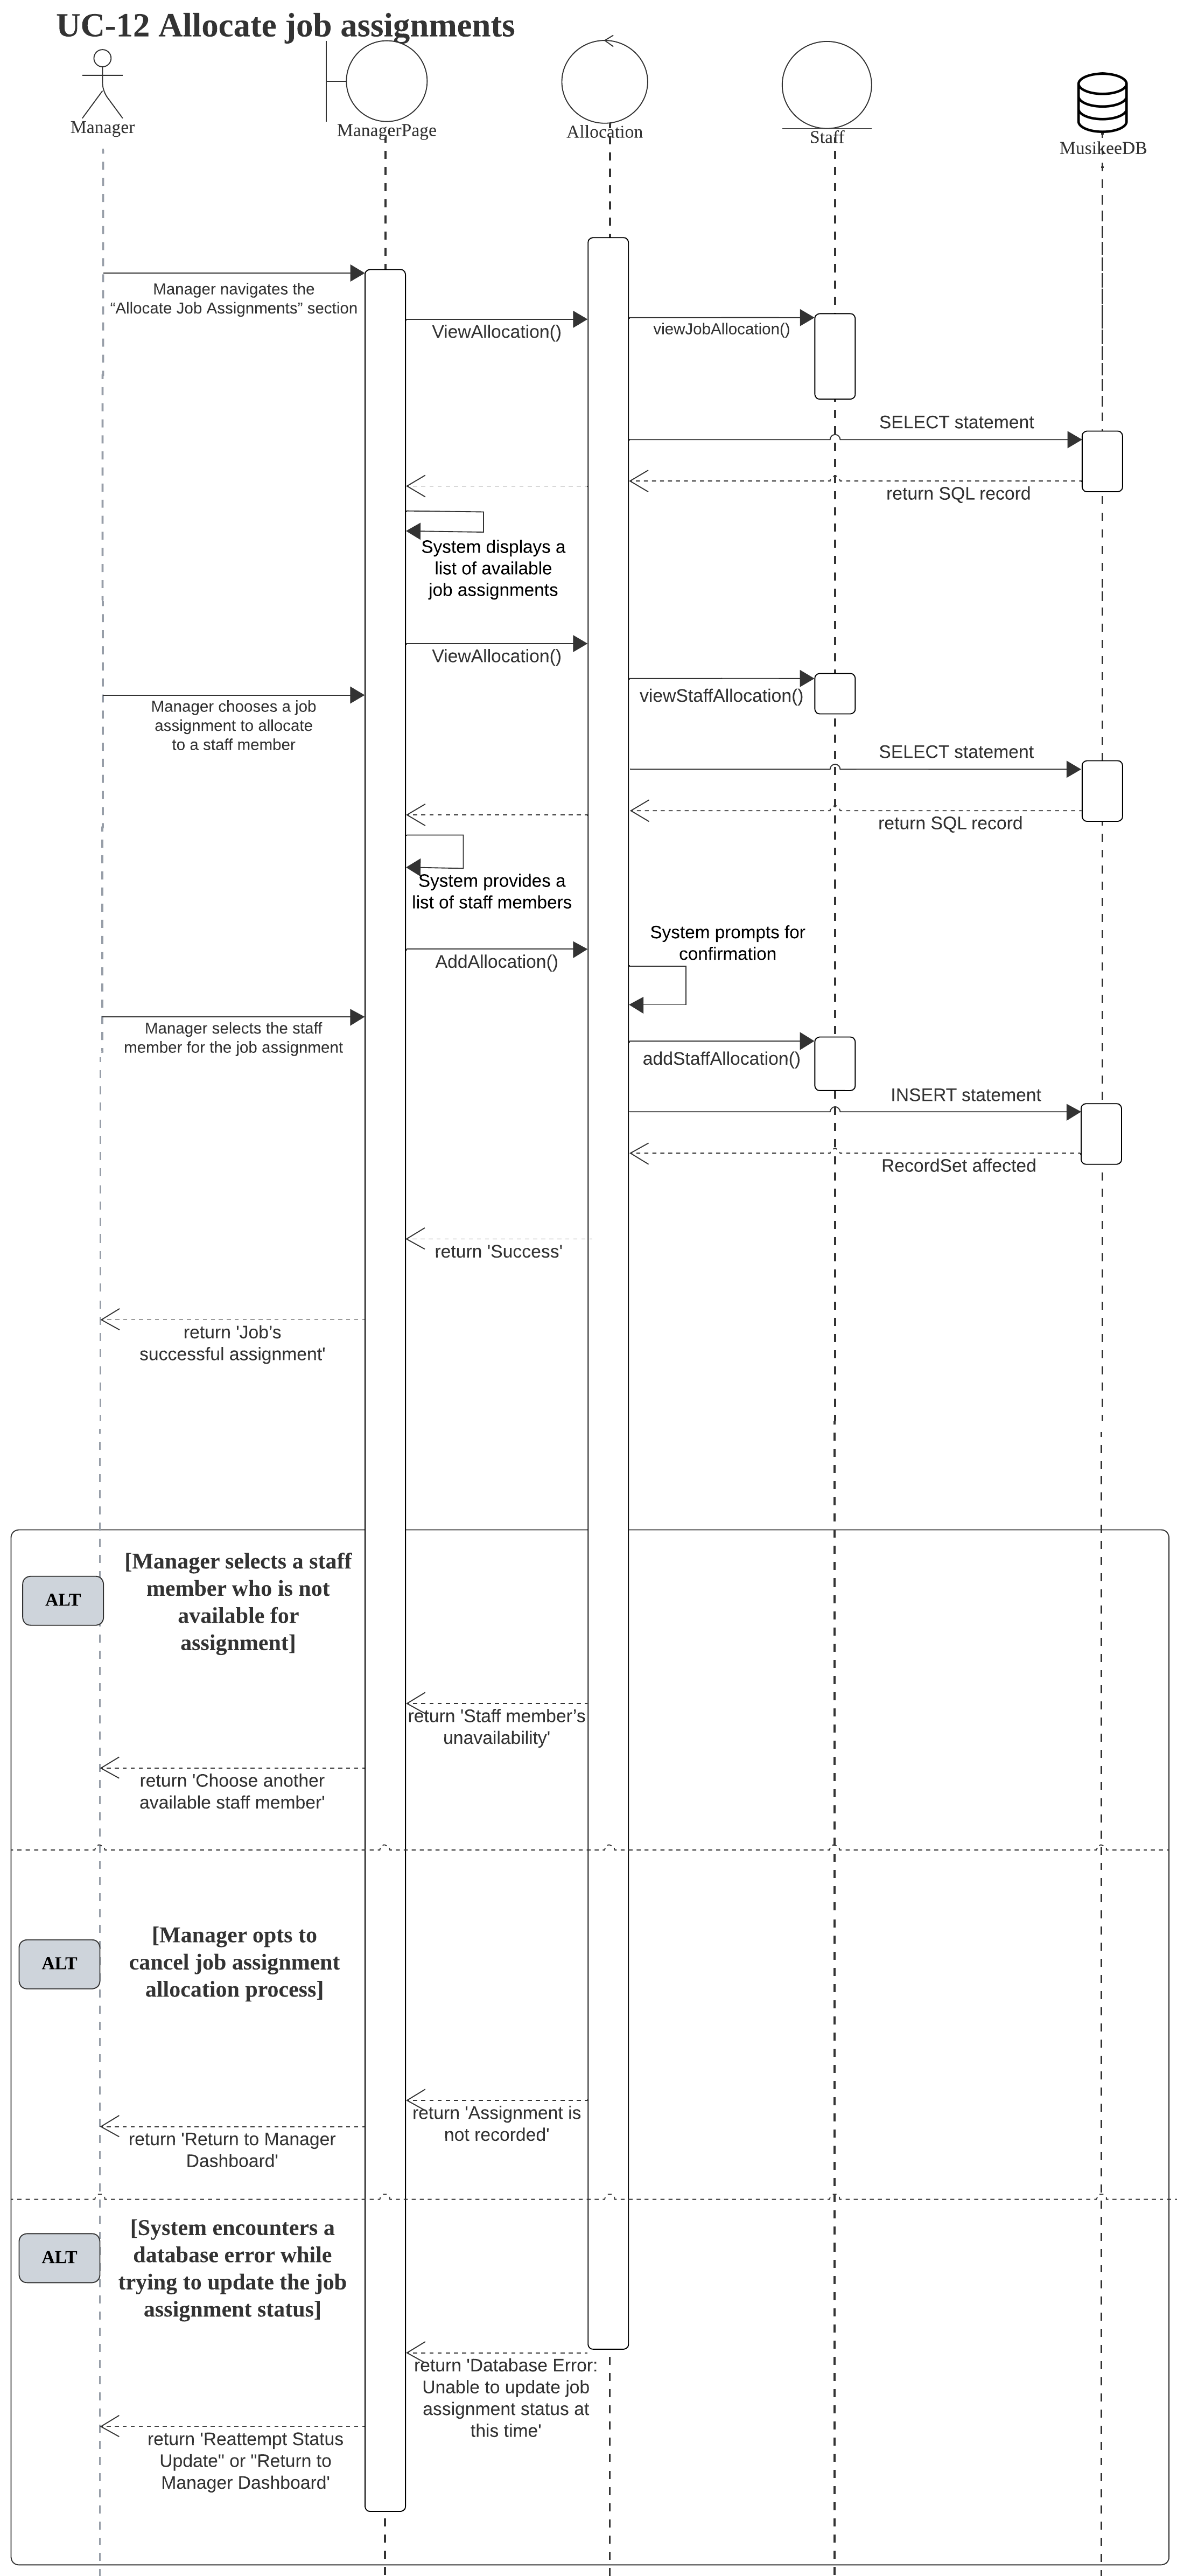 UC-12 Allocate job assignments
Manager
ManagerPage
Allocation
Staff
MusikeeDB
Manager navigates the
“Allocate Job Assignments” section
ViewAllocation()
viewJobAllocation()
SELECT statement
return SQL record
System displays a
list of available
job assignments
ViewAllocation()
viewStaffAllocation()
Manager chooses a job
assignment to allocate
to a staff member
SELECT statement
return SQL record
System provides a
list of staff members
System prompts for
confirmation
AddAllocation()
Manager selects the staff
member for the job assignment
addStaffAllocation()
INSERT statement
RecordSet affected
return 'Success'
return 'Job’s
successful assignment'
ALT
[Manager selects a staff
member who is not
available for
assignment]
return 'Staff member’s
unavailability'
return 'Choose another
available staff member'
ALT
[Manager opts to
cancel job assignment
allocation process]
return 'Assignment is
not recorded'
return 'Return to Manager
Dashboard'
ALT
[System encounters a
database error while
trying to update the job
assignment status]
return 'Database Error:
Unable to update job
assignment status at
this time'
return 'Reattempt Status
Update" or "Return to
Manager Dashboard'